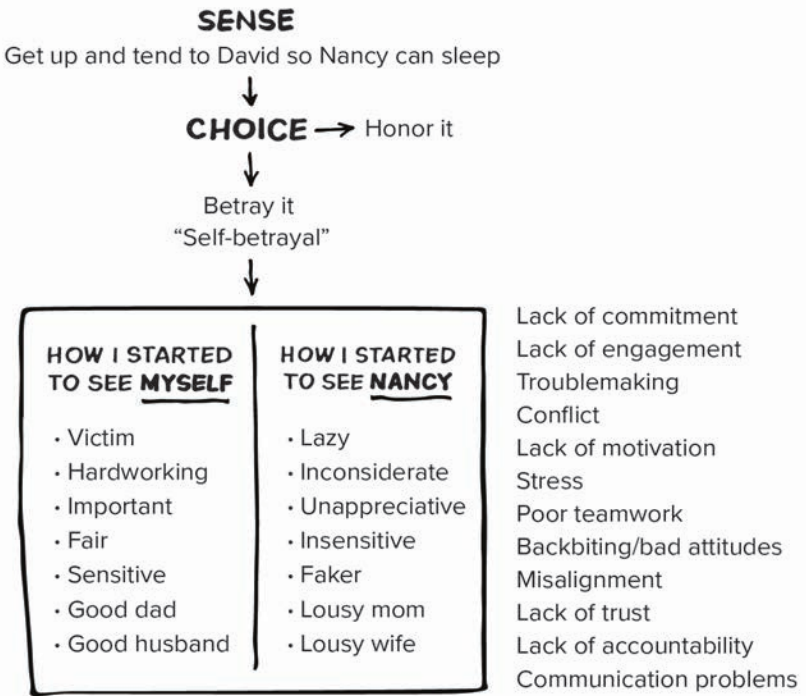 SENSE
Get up and tend to David so Nancy can sleep
CHOICE → Honor it
Betray it
“Self-betrayal”
HOW I STARTED
TO SEE MYSELF
· Victim
· Hardworking
· Important
· Fair
· Sensitive
· Good dad
· Good husband
HOW I STARTED
TO SEE NANCY
· Lazy
· Inconsiderate
· Unappreciative
· Insensitive
· Faker
· Lousy mom
· Lousy wife
Lack of commitment
Lack of engagement
Troublemaking
Conflict
Lack of motivation
Stress
Poor teamwork
Backbiting/bad attitudes
Misalignment
Lack of trust
Lack of accountability
Communication problems